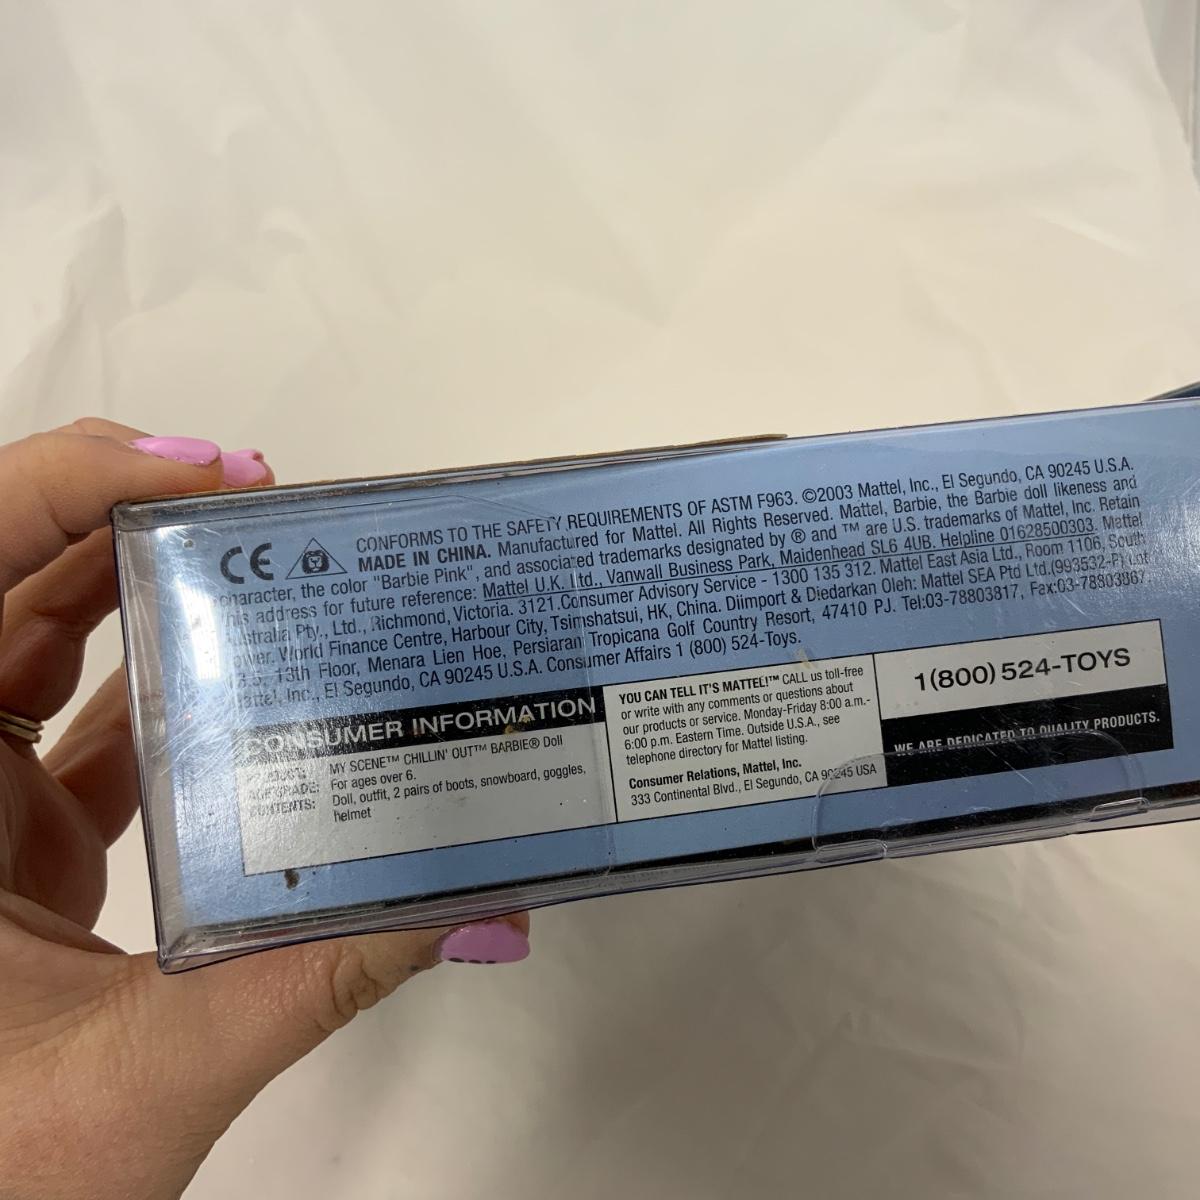 CE
CONFORMS TO THE SAFETY REQUIREMENTS OF ASTM F963. ©2003 Mattel, Inc., El Segundo, CA 90245 U.S.A.
MADE IN CHINA. Manufactured for Mattel. All Rights Reserved. Mattel, Barbie, the Barbie doll likeness and
character, the color "Barbie Pink", and associated trademarks designated by ® and ™ are U.S. trademarks of Mattel, Inc. Retain
this address for future reference: Mattel U.K. Ltd., Vanwall Business Park, Maidenhead SL6 4UB. Helpline 01628500303. Mattel
Australia Pty., Ltd., Richmond, Victoria. 3121.Consumer Advisory Service - 1300 135 312. Mattel East Asia Ltd., Room 1106, South
Tower, World Finance Centre, Harbour City, Tsimshatsui, HK, China. Diimport & Diedarkan Oleh: Mattel SEA Ptd Ltd.(993532-P) Lot
13.5, 13th Floor, Menara Lien Hoe, Persiaran Tropicana Golf Country Resort, 47410 PJ. Tel:03-78803817, Fax:03-78803867.
Mattel, Inc., El Segundo, CA 90245 U.S.A. Consumer Affairs 1 (800) 524-Toys.
CONSUMER INFORMATION
MY SCENE™ CHILLIN' OUT™ BARBIE® Doll
AGE GRADE: For ages over 6.
CONTENTS: Doll, outfit, 2 pairs of boots, snowboard, goggles,
helmet
YOU CAN TELL IT'S MATTEL!™ CALL us toll-free
or write with any comments or questions about
our products or service. Monday-Friday 8:00 a.m.-
6:00 p.m. Eastern Time. Outside U.S.A., see
telephone directory for Mattel listing.
Consumer Relations, Mattel, Inc.
333 Continental Blvd., El Segundo, CA 90245 USA
1(800) 524-TOYS
WE ARE DEDICATED TO QUALITY PRODUCTS.